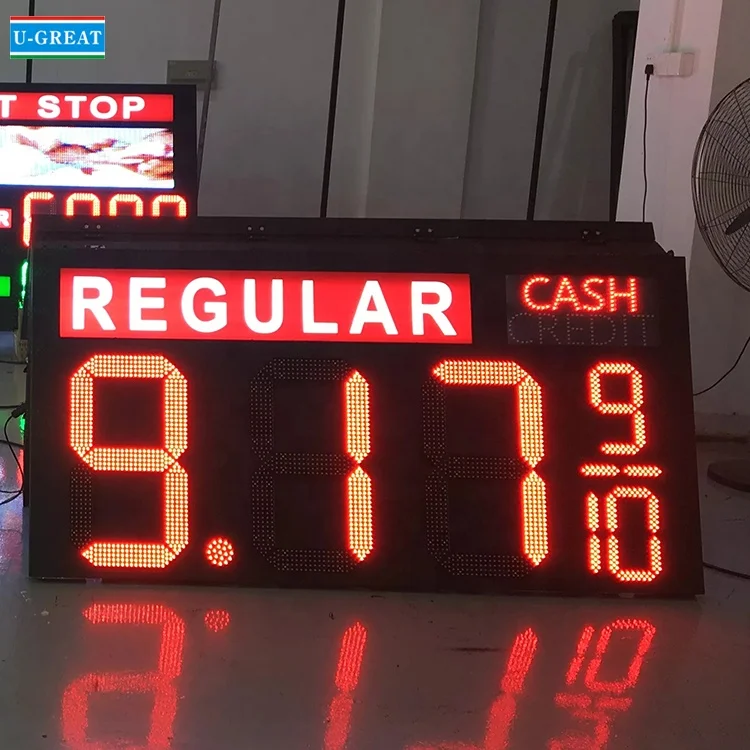 U-GREAT
T STOP
REGULAR
CASH
CREDIT
9.17 9/10